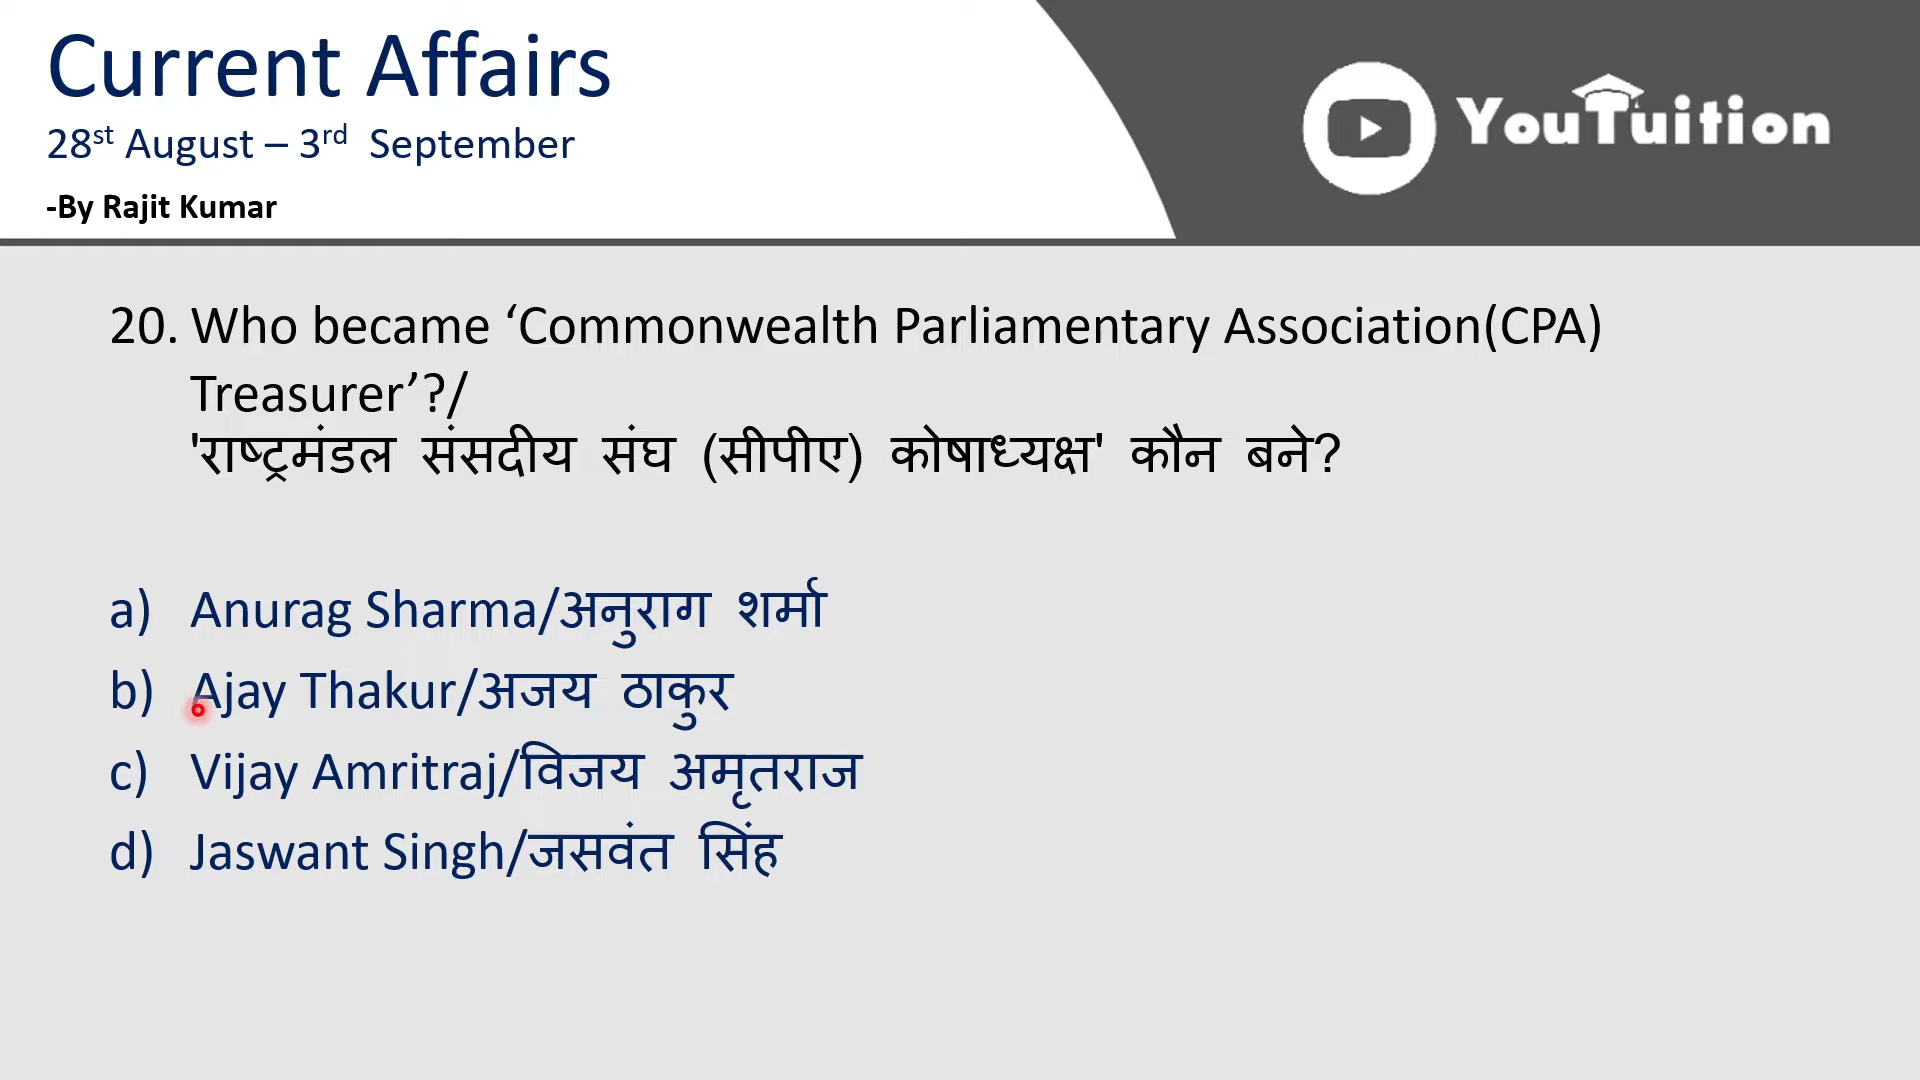 Current Affairs
28st August – 3rd September
-By Rajit Kumar
YouTuition
20. Who became ‘Commonwealth Parliamentary Association(CPA)
Treasurer’?/
'राष्ट्रमंडल संसदीय संघ (सीपीए) कोषाध्यक्ष' कौन बने?
a) Anurag Sharma/अनुराग शर्मा
b) Ajay Thakur/अजय ठाकुर
c) Vijay Amritraj/विजय अमृतराज
d) Jaswant Singh/जसवंत सिंह